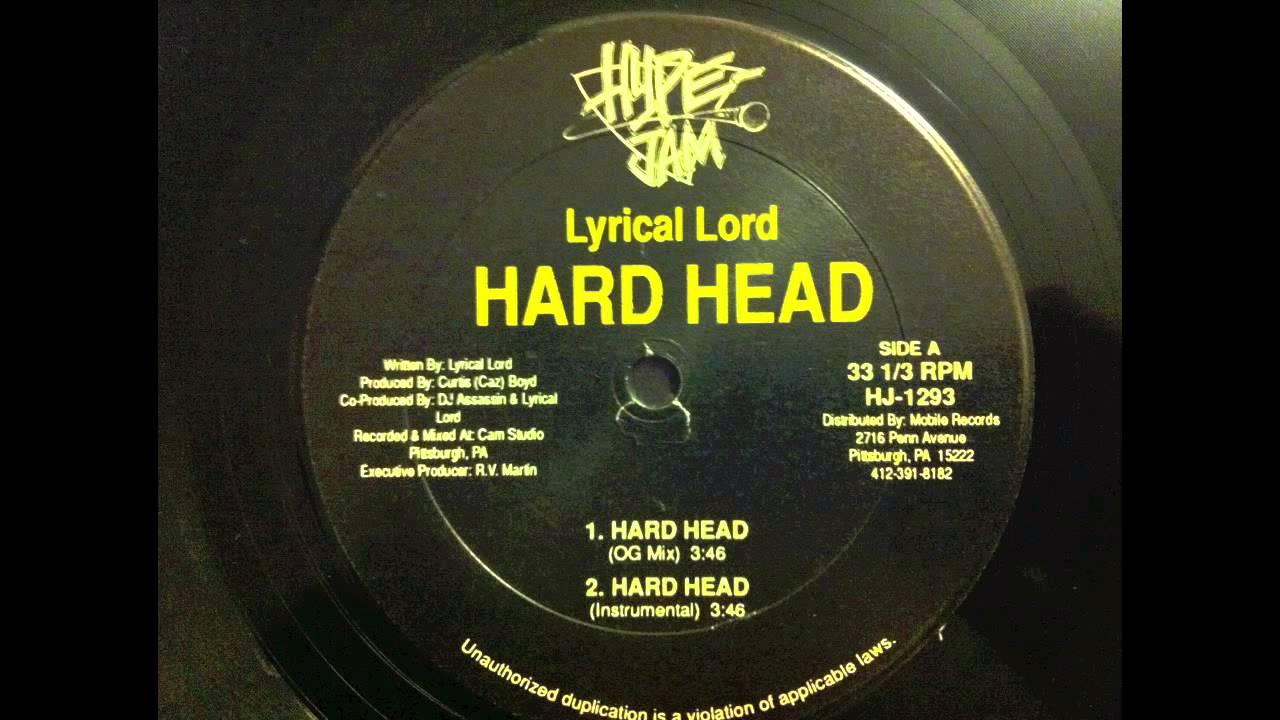 HYPE
JAM
Lyrical Lord
HARD HEAD
Written By: Lyrical Lord
Produced By: Curtis (Caz) Boyd
Co-Produced By: DJ Assassin & Lyrical
Lord
Recorded & Mixed At: Cam Studio
Pittsburgh, PA
Executive Producer: R.V. Martin
SIDE A
33 1/3 RPM
HJ-1293
Distributed By: Mobile Records
2716 Penn Avenue
Pittsburgh, PA 15222
412-391-8182
1. HARD HEAD
(OG Mix) 3:46
2. HARD HEAD
(Instrumental) 3:46
Unauthorized duplication is a violation of applicable laws.